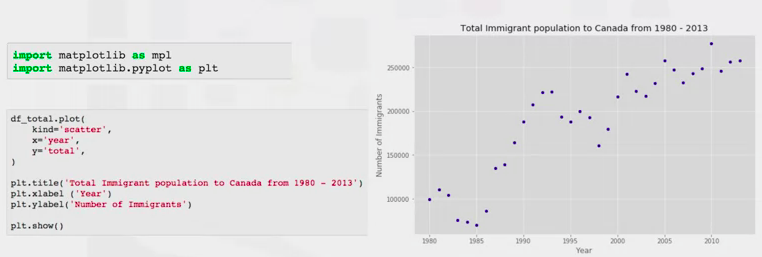 import matplotlib as mpl
import matplotlib.pyplot as plt
df_total.plot(
    kind='scatter',
    x='year',
    y='total',
)
plt.title('Total Immigrant population to Canada from 1980 - 2013')
plt.xlabel ('Year')
plt.ylabel('Number of Immigrants')
plt.show()
Total Immigrant population to Canada from 1980 - 2013
Number of Immigrants
250000
200000
150000
100000
1980
1985
1990
1995
2000
2005
2010
Year